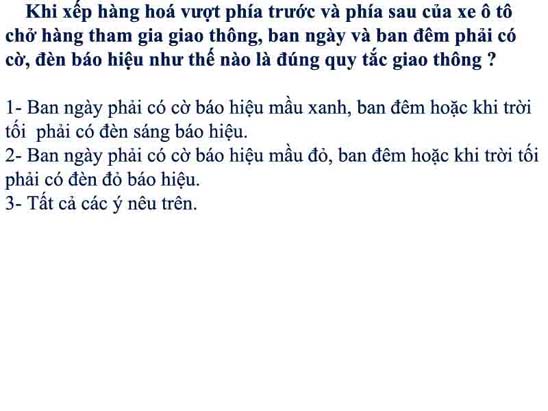 Khi xếp hàng hoá vượt phía trước và phía sau của xe ô tô
chở hàng tham gia giao thông, ban ngày và ban đêm phải có
cờ, đèn báo hiệu như thế nào là đúng quy tắc giao thông ?
1- Ban ngày phải có cờ báo hiệu mầu xanh, ban đêm hoặc khi trời
tối phải có đèn sáng báo hiệu.
2- Ban ngày phải có cờ báo hiệu mầu đỏ, ban đêm hoặc khi trời tối
phải có đèn đỏ báo hiệu.
3- Tất cả các ý nêu trên.